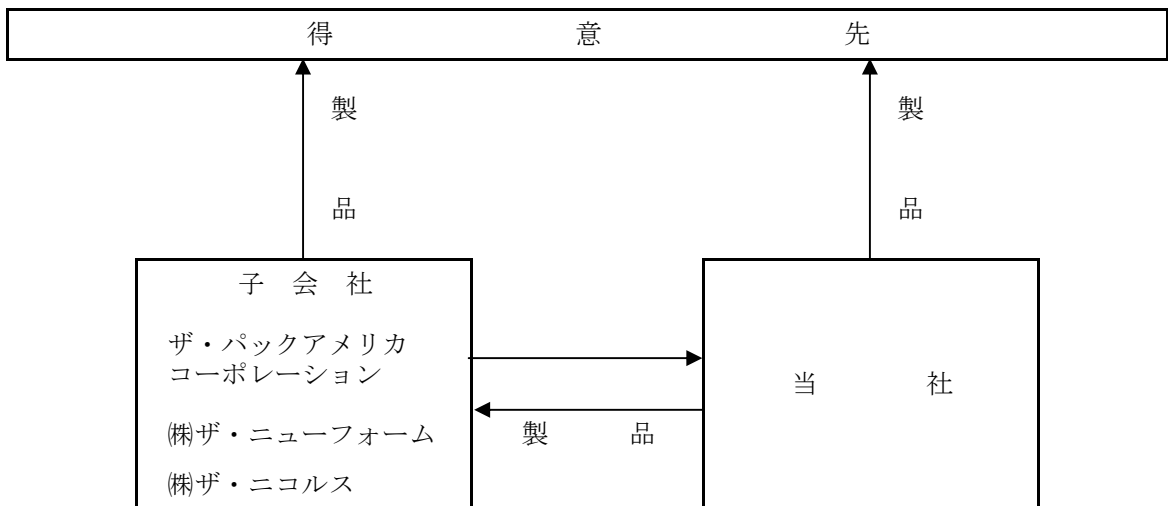 得意先
製品
製品
子会社
ザ・パックアメリカ
コーポレーション
㈱ザ・ニューフォーム
㈱ザ・ニコルス
製品
当社